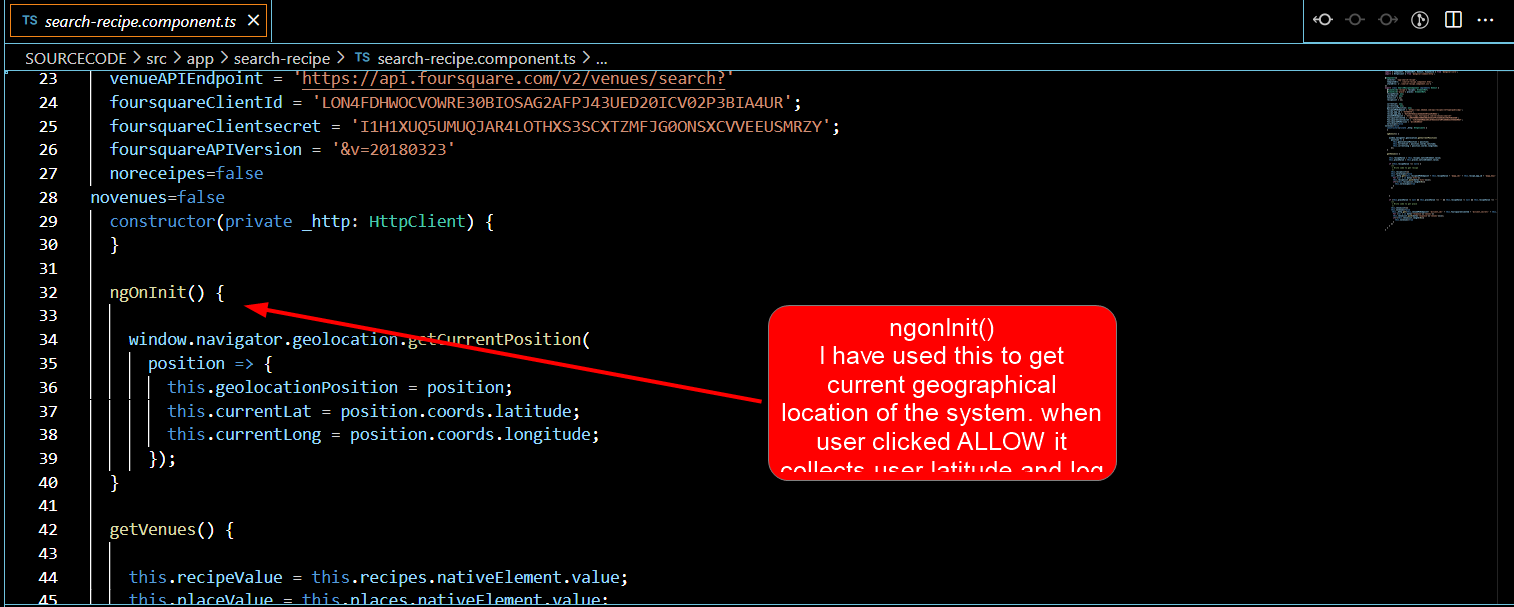 TS search-recipe.component.ts ✕
SOURCECODE > src > app > search-recipe > TS search-recipe.component.ts > ...
23 venueAPIEndpoint = 'https://api.foursquare.com/v2/venues/search?'
24 foursquareClientId = 'LON4FDHWOCVOWRE30BIOSAG2AFPJ43UED20ICV02P3BIA4UR';
25 foursquareClientsecret = 'I1H1XUQ5UMUQJAR4LOTHXS3SCXTZMFJG0ONSXCVVEEUSMRZY';
26 foursquareAPIVersion = '&v=20180323'
27 noreceipes=false
28 novenues=false
29 constructor(private _http: HttpClient) {
30 }
31
32 ngOnInit() {
33
34 window.navigator.geolocation.getCurrentPosition(
35 position => {
36 this.geolocationPosition = position;
37 this.currentLat = position.coords.latitude;
38 this.currentLong = position.coords.longitude;
39 });
40 }
41
42 getVenues() {
43
44 this.recipeValue = this.recipes.nativeElement.value;
45 this.placeValue = this.places.nativeElement.value;
ngonInit()
I have used this to get
current geographical
location of the system. when
user clicked ALLOW it
collects user latitude and log